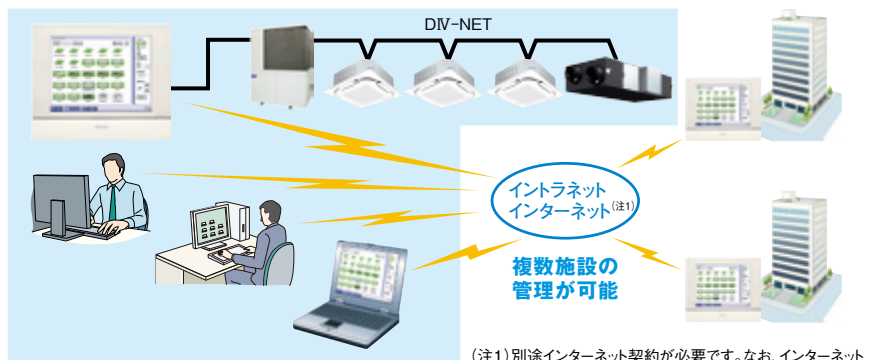 DIV-NET
イントラネット
インターネット(注1)
複数施設の
管理が可能
(注1)別途インターネット契約が必要です。なお、インターネット